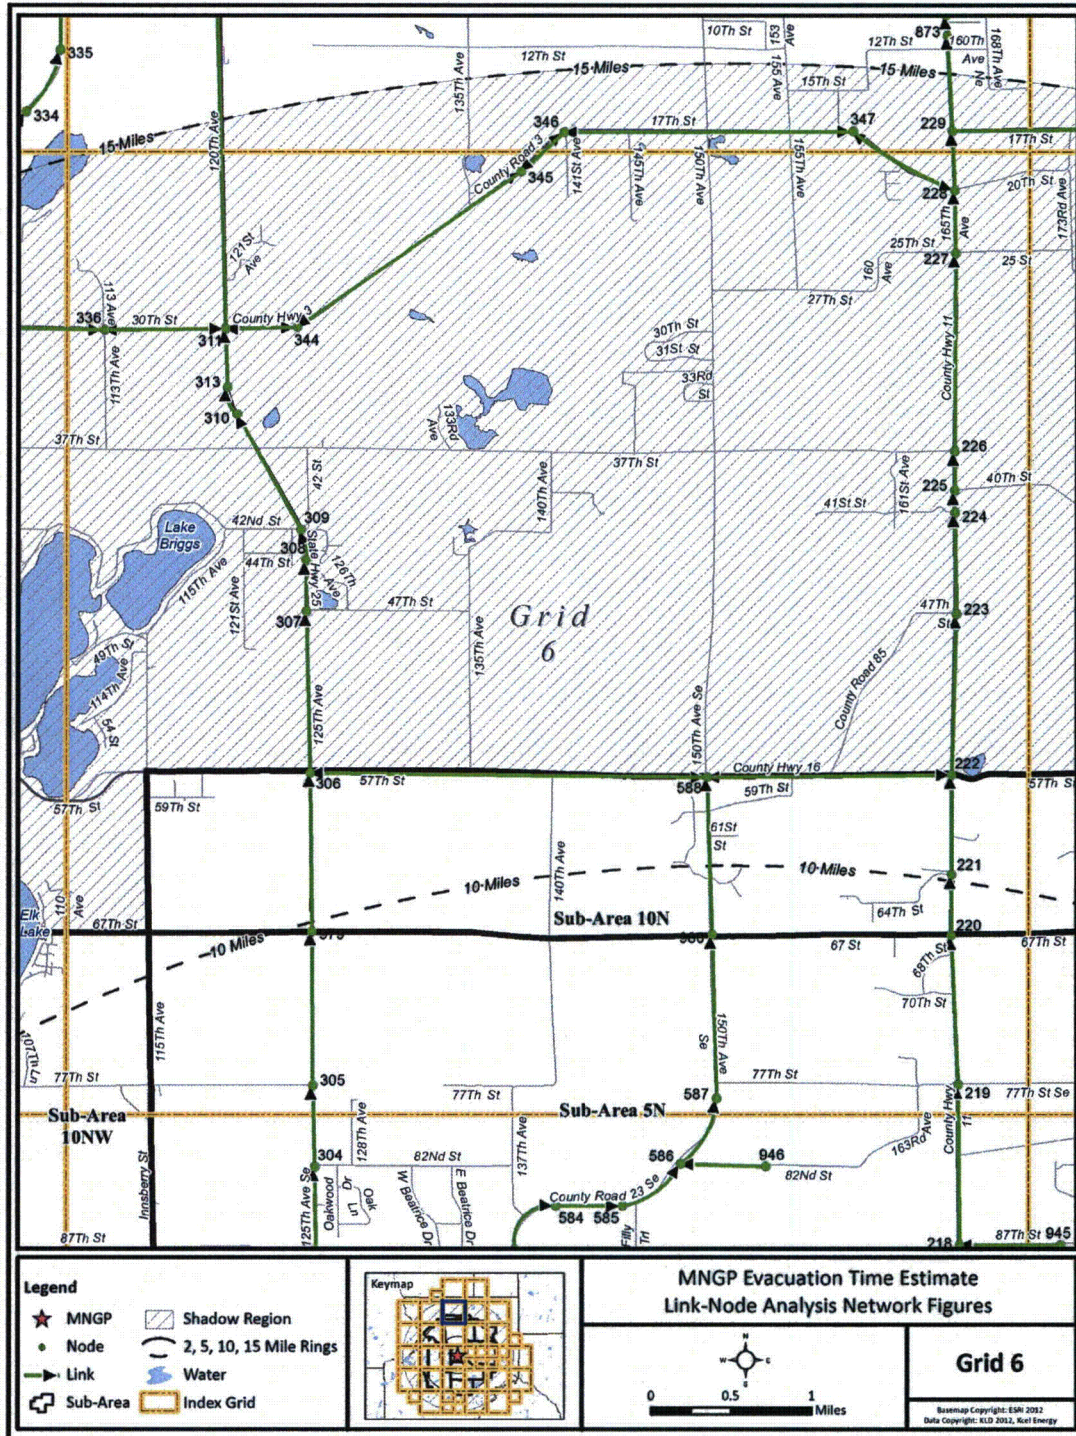 335
334
10Th St
153
Ave
12Th St
873
160Th
Ave
Ne
168Th Ave
12Th St
135Th Ave
15 Miles
155 Ave
15Th St
15 Miles
120Th Ave
15 Miles
346
17Th St
347
229
17Th St
County Road 3
345
141St Ave
145Th Ave
150Th Ave
155Th Ave
228
20Th St
165Th
Ave
173Rd Ave
121St
Ave
25Th St
227
25 St
160
Ave
27Th St
113 Ave
336
30Th St
311
County Hwy 3
344
30Th St
31St St
County Hwy 11
113Th Ave
313
310
33Rd
St
133Rd
Ave
37Th St
37Th St
226
42 St
140Th Ave
161St Ave
225
40Th St
41St St
224
Lake
Briggs
42Nd St
309
308
44Th St
State Hwy 25
126Th
Ave
115Th Ave
121St Ave
307
47Th St
Grid
6
47Th
St
223
49Th St
114Th Ave
54 St
135Th Ave
125Th Ave
150Th Ave Se
County Road 85
57Th St
306
57Th St
588
County Hwy 16
222
57Th St
59Th St
59Th St
61St
St
140Th Ave
10 Miles
10 Miles
221
64Th St
110
Ave
Elk
Lake
67Th St
Sub-Area 10N
67 St
220
67Th St
10 Miles
68Th St
70Th St
107Th Ln
115Th Ave
150Th Ave
Se
77Th St
305
77Th St
587
77Th St
219
77Th St Se
Sub-Area
10NW
Sub-Area 5N
County Hwy
11
128Th Ave
137Th Ave
163Rd
Ave
304
82Nd St
586
946
82Nd St
Innsberry St
125Th Ave Se
Oakwood
Dr
Oak
Ln
W Beatrice Dr
E Beatrice Dr
County Road 23 Se
584
585
Filly
Trl
87Th St
218
87Th St
945
Legend
MNGP
Node
Link
Sub-Area
Shadow Region
2, 5, 10, 15 Mile Rings
Water
Index Grid
Keymap
MNGP Evacuation Time Estimate
Link-Node Analysis Network Figures
N
W E
S
0 0.5 1
Miles
Grid 6
Basemap Copyright: ESRI 2012
Data Copyright: KLD 2012, Xcel Energy